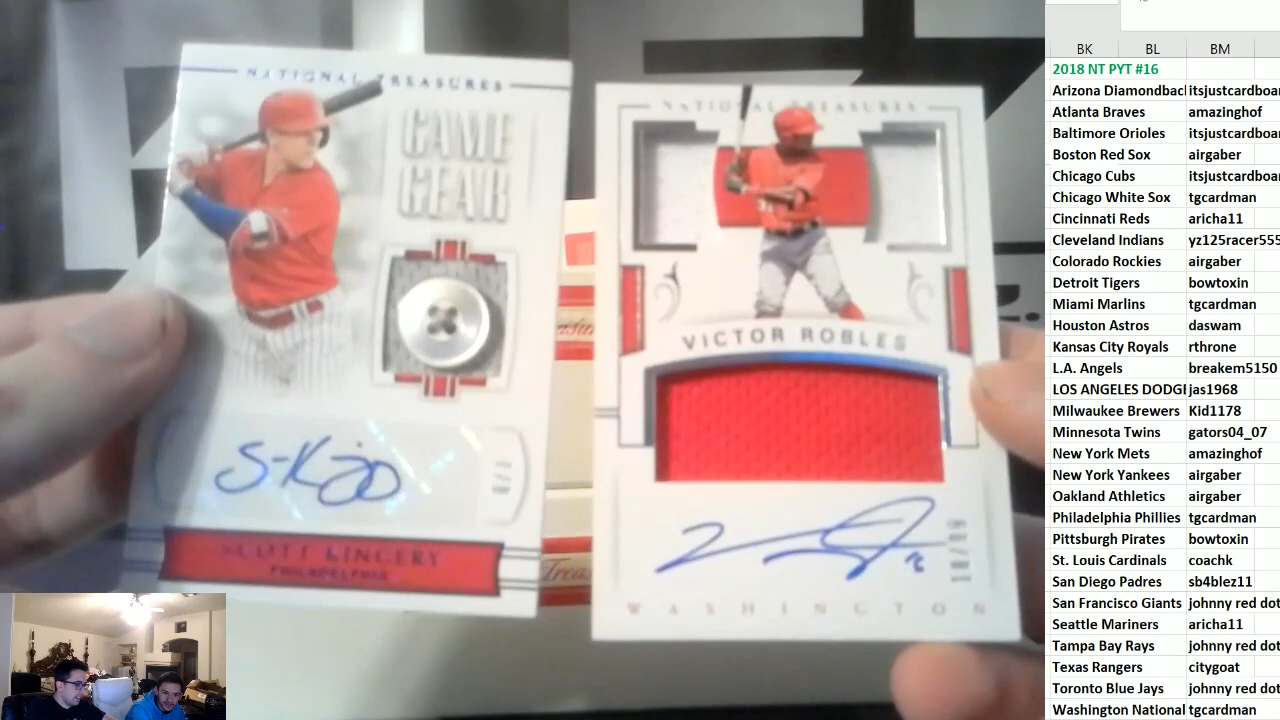 NATIONAL TREASURES
GAME
GEAR
SCOTT KINGERY
PHILADELPHIA
NATIONAL TREASURES
VICTOR ROBLES
WASHINGTON
BK BL BM
2018 NT PYT #16
Arizona Diamondbac itsjustcardboar
Atlanta Braves amazinghof
Baltimore Orioles itsjustcardboar
Boston Red Sox airgaber
Chicago Cubs itsjustcardboar
Chicago White Sox tgcardman
Cincinnati Reds aricha11
Cleveland Indians yz125racer555
Colorado Rockies airgaber
Detroit Tigers bowtoxin
Miami Marlins tgcardman
Houston Astros daswam
Kansas City Royals rthrone
L.A. Angels breakem5150
LOS ANGELES DODGE jas1968
Milwaukee Brewers Kid1178
Minnesota Twins gators04_07
New York Mets amazinghof
New York Yankees airgaber
Oakland Athletics airgaber
Philadelphia Phillies tgcardman
Pittsburgh Pirates bowtoxin
St. Louis Cardinals coachk
San Diego Padres sb4blez11
San Francisco Giants johnny red dot
Seattle Mariners aricha11
Tampa Bay Rays johnny red dot
Texas Rangers citygoat
Toronto Blue Jays johnny red dot
Washington National tgcardman